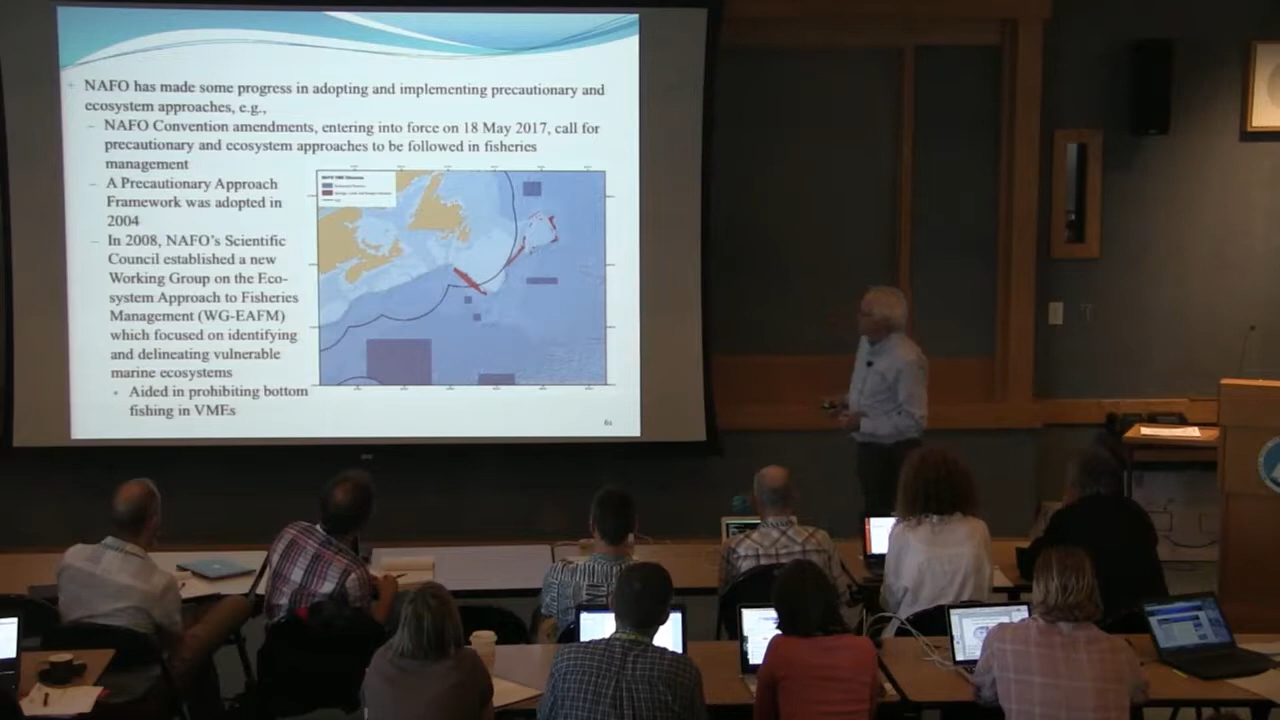 NAFO has made some progress in adopting and implementing precautionary and
ecosystem approaches, e.g.,
– NAFO Convention amendments, entering into force on 18 May 2017, call for
precautionary and ecosystem approaches to be followed in fisheries
management
– A Precautionary Approach
Framework was adopted in
2004
– In 2008, NAFO's Scientific
Council established a new
Working Group on the Eco-
system Approach to Fisheries
Management (WG-EAFM)
which focused on identifying
and delineating vulnerable
marine ecosystems
• Aided in prohibiting bottom
fishing in VMEs